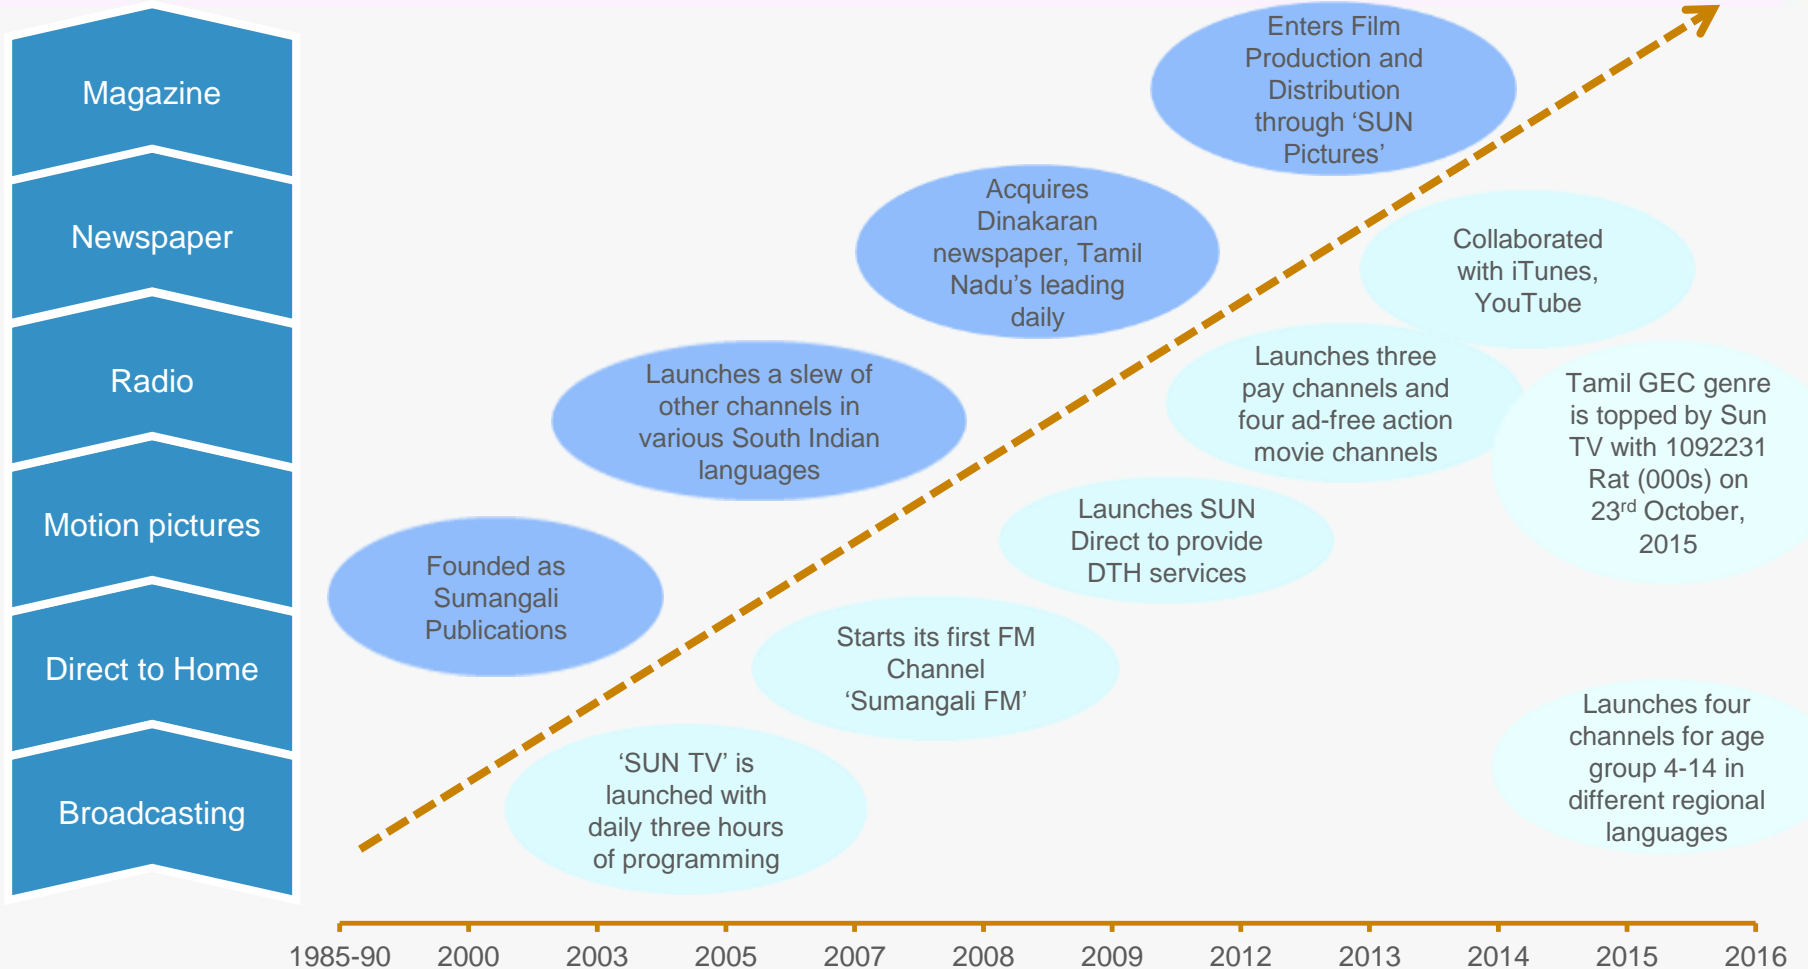 Magazine
Newspaper
Radio
Motion pictures
Direct to Home
Broadcasting
Enters Film
Production and
Distribution
through ‘SUN
Pictures’
Acquires
Dinakaran
newspaper, Tamil
Nadu’s leading
daily
Launches a slew of
other channels in
various South Indian
languages
Founded as
Sumangali
Publications
Collaborated
with iTunes,
YouTube
Launches three
pay channels and
four ad-free action
movie channels
Tamil GEC genre
is topped by Sun
TV with 1092231
Rat (000s) on
23rd October,
2015
Launches SUN
Direct to provide
DTH services
Starts its first FM
Channel
‘Sumangali FM’
‘SUN TV’ is
launched with
daily three hours
of programming
Launches four
channels for age
group 4-14 in
different regional
languages
1985-90 2000 2003 2005 2007 2008 2009 2012 2013 2014 2015 2016